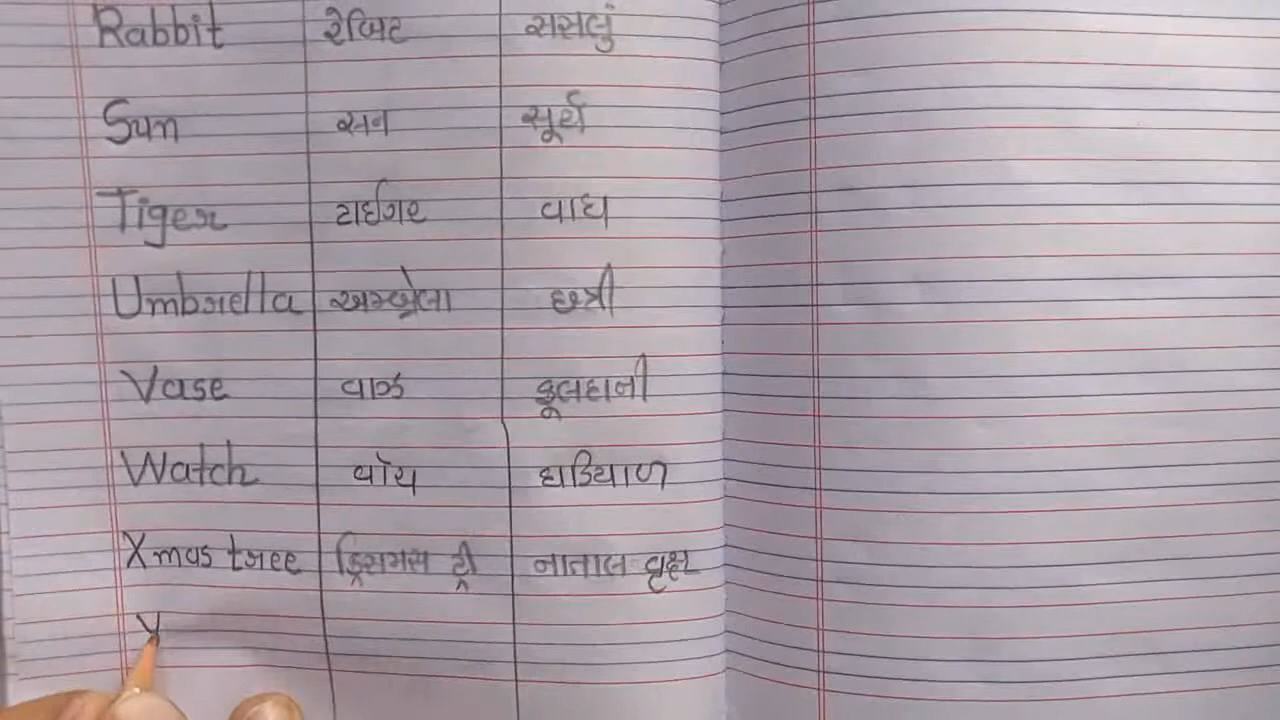 Rabbit રેબિટ સસલું
Sun સન સૂર્ય
Tiger ટાઈગર વાઘ
Umbrella અમ્બ્રેલા છત્રી
Vase વાઝ ફૂલદાની
Watch વૉચ ઘડિયાળ
Xmas tree ક્રિસમસ ટ્રી નાતાલ વૃક્ષ
Y